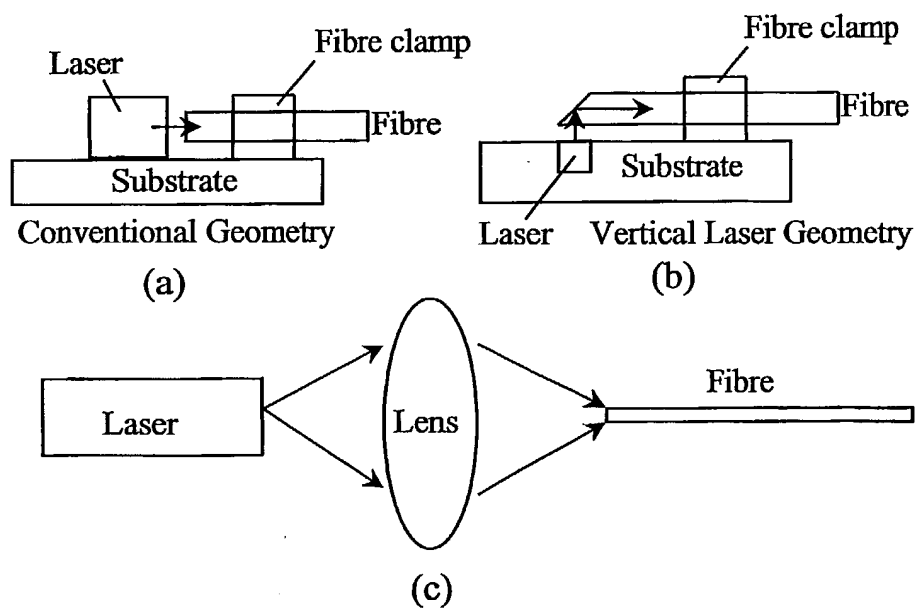 Laser
Fibre clamp
Fibre
Substrate
Conventional Geometry
(a)
Fibre clamp
Fibre
Substrate
Laser
Vertical Laser Geometry
(b)
Laser
Lens
Fibre
(c)